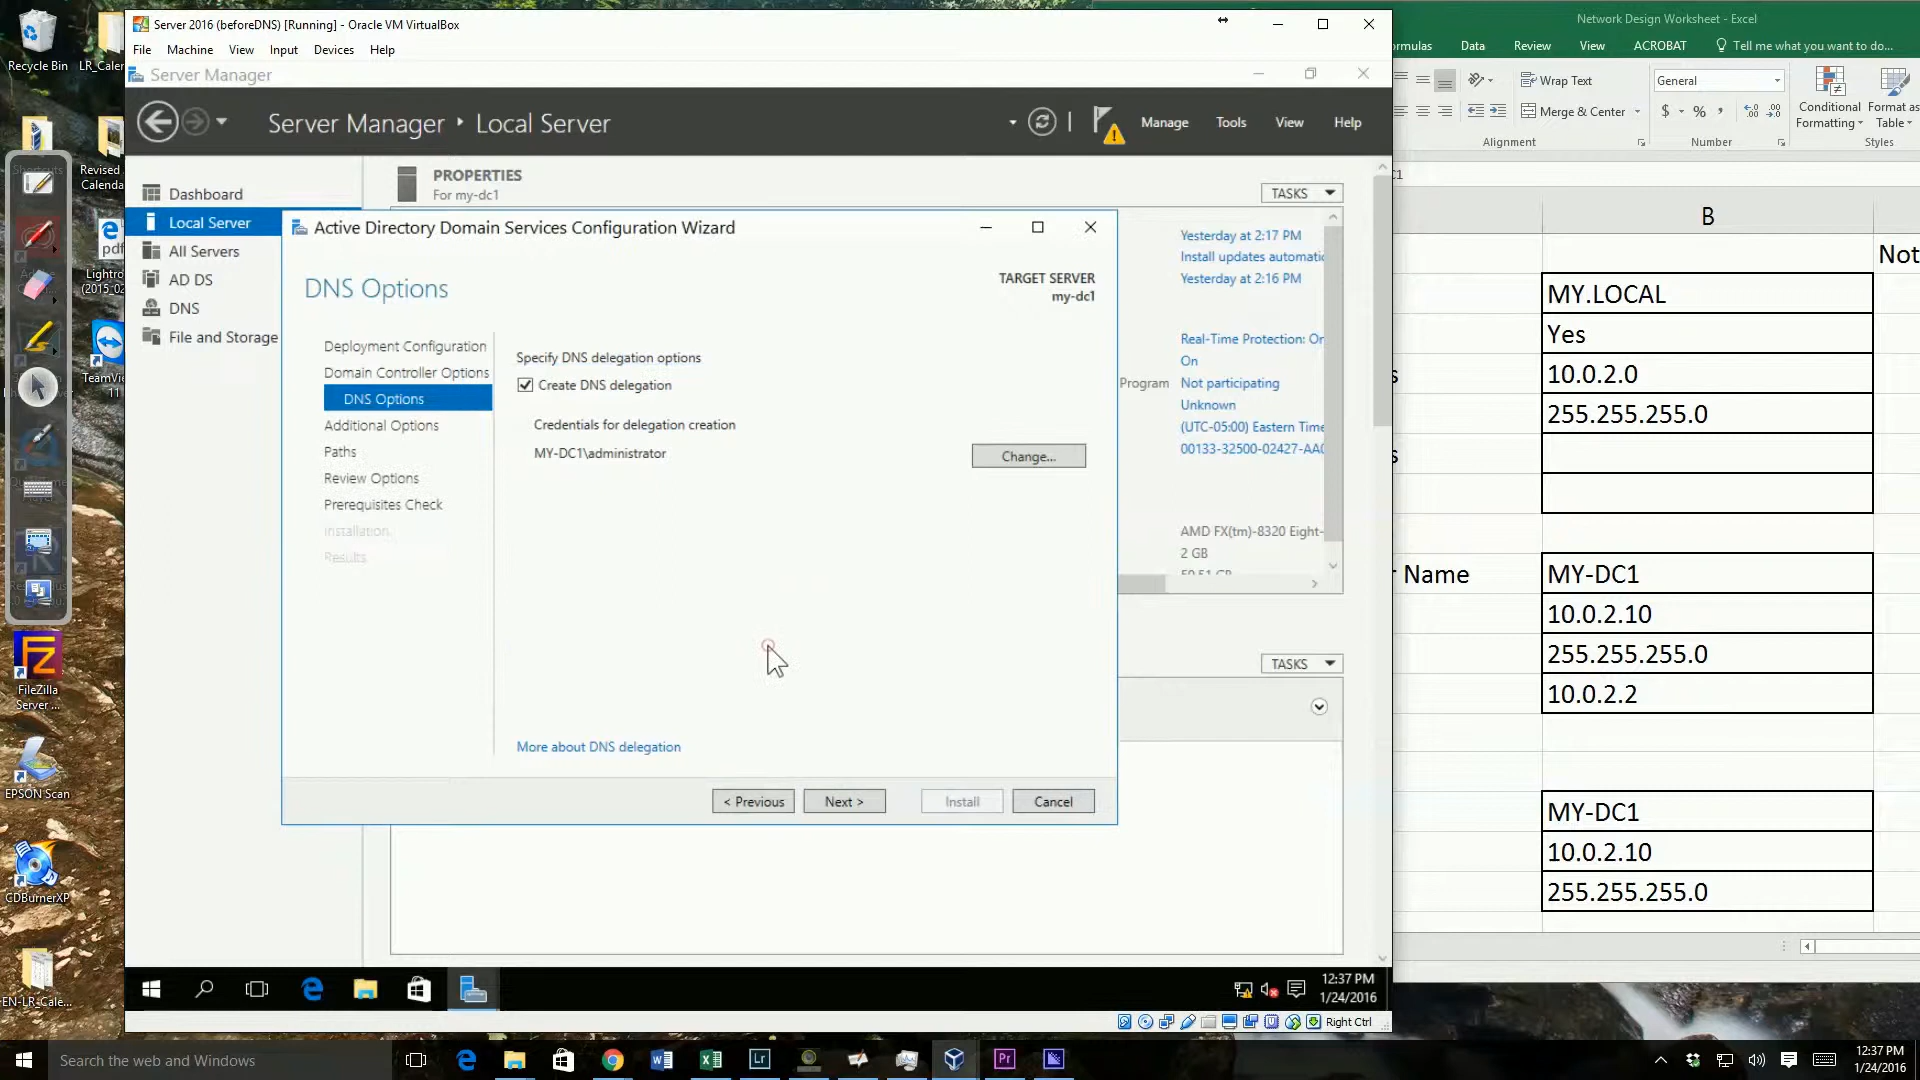 Server 2016 (beforeDNS) [Running] - Oracle VM VirtualBox
File Machine View Input Devices Help
Server Manager
Server Manager ‣ Local Server
Manage Tools View Help
Dashboard
Local Server
All Servers
AD DS
DNS
File and Storage
PROPERTIES
For my-dc1
TASKS
Yesterday at 2:17 PM
Install updates automatic
Yesterday at 2:16 PM
Real-Time Protection: On
On
Program Not participating
Unknown
(UTC-05:00) Eastern Time
00133-32500-02427-AA0
AMD FX(tm)-8320 Eight-
2 GB
TASKS
Active Directory Domain Services Configuration Wizard
DNS Options
TARGET SERVER
my-dc1
Deployment Configuration
Domain Controller Options
DNS Options
Additional Options
Paths
Review Options
Prerequisites Check
Installation
Results
Specify DNS delegation options
Create DNS delegation
Credentials for delegation creation
MY-DC1\administrator
Change...
More about DNS delegation
< Previous
Next >
Install
Cancel
12:37 PM
1/24/2016
Right Ctrl
Network Design Worksheet - Excel
ormulas Data Review View ACROBAT Tell me what you want to do...
Wrap Text
Merge & Center
General
$ % ,
Conditional
Formatting
Format as
Table
Alignment
Number
Styles
B
Not
MY.LOCAL
Yes
10.0.2.0
255.255.255.0
r Name
MY-DC1
10.0.2.10
255.255.255.0
10.0.2.2
MY-DC1
10.0.2.10
255.255.255.0
Recycle Bin
LR_Calen
Revised
Calenda
pdf
Lightro
(2015_02
TeamVi
11
FileZilla
Server ...
EPSON Scan
CDBurnerXP
EN-LR_Cale...
Search the web and Windows
12:37 PM
1/24/2016